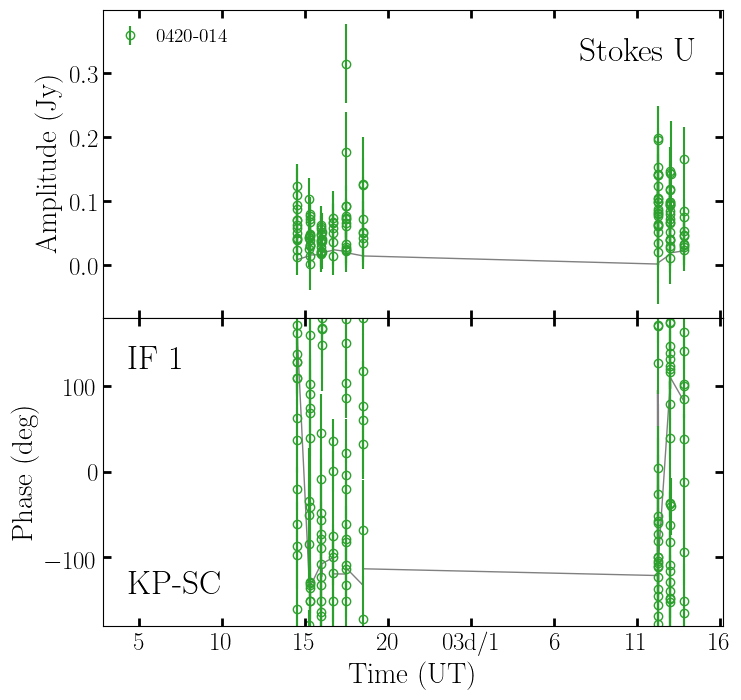 0420-014
Stokes U
Amplitude (Jy)
0.3
0.2
0.1
0.0
IF 1
Phase (deg)
100
0
−100
KP-SC
5 10 15 20 03d/1 6 11 16
Time (UT)